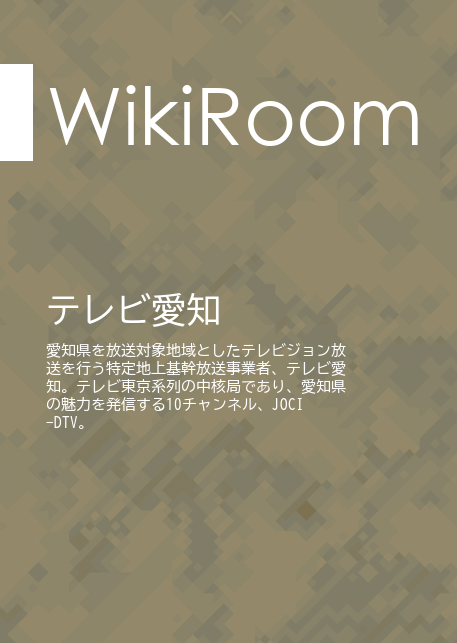 WikiRoom
テレビ愛知
愛知県を放送対象地域としたテレビジョン放
送を行う特定地上基幹放送事業者、テレビ愛
知。テレビ東京系列の中核局であり、愛知県
の魅力を発信する10チャンネル、JOCI
-DTV。